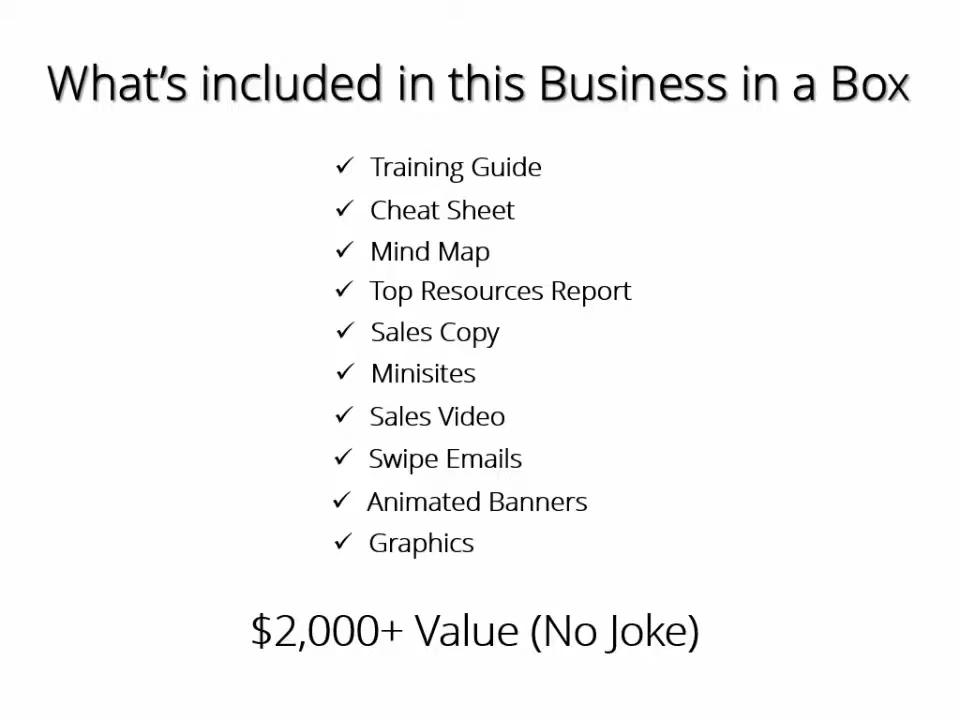 What's included in this Business in a Box
✓ Training Guide
✓ Cheat Sheet
✓ Mind Map
✓ Top Resources Report
✓ Sales Copy
✓ Minisites
✓ Sales Video
✓ Swipe Emails
✓ Animated Banners
✓ Graphics
$2,000+ Value (No Joke)